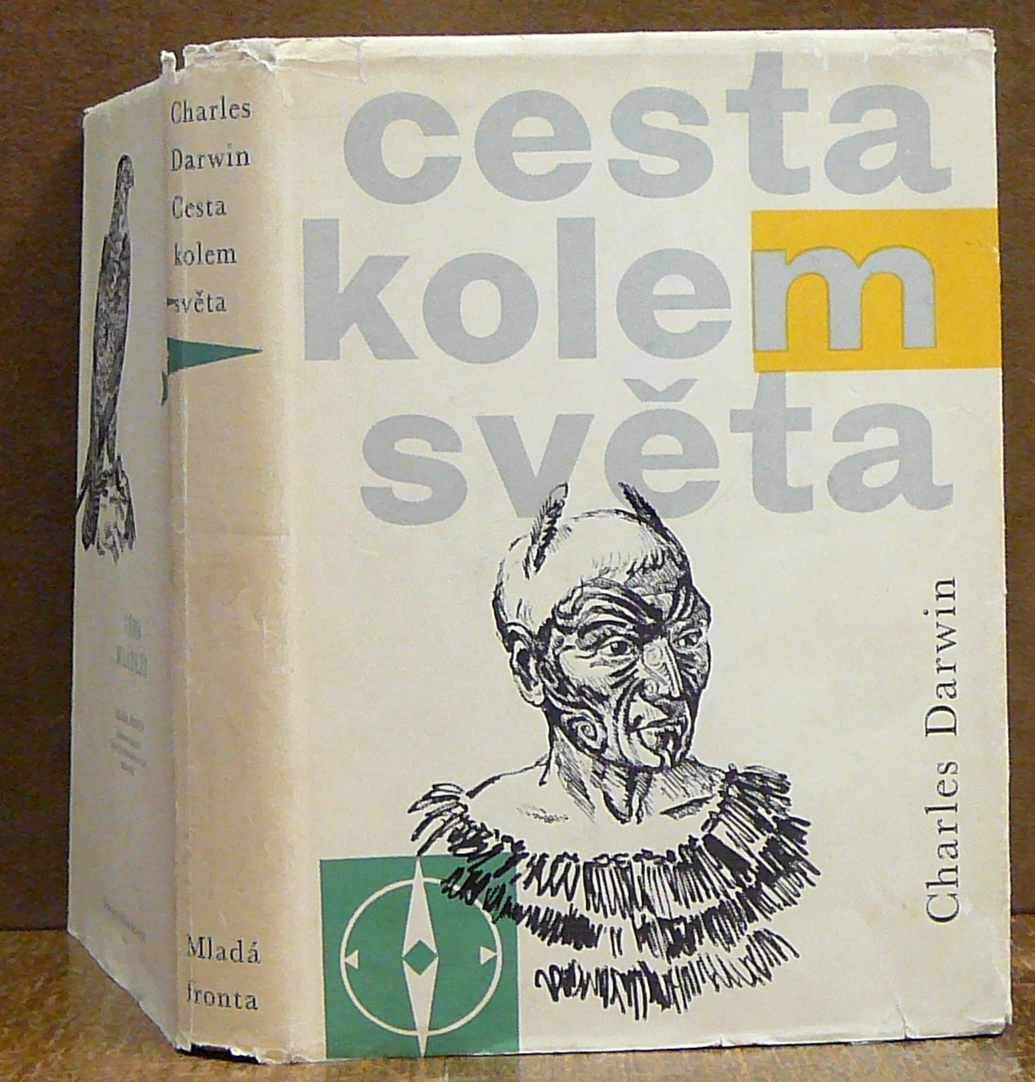 cesta
kolem
světa
Charles Darwin
Charles
Darwin
Cesta
kolem
světa
Mladá
fronta